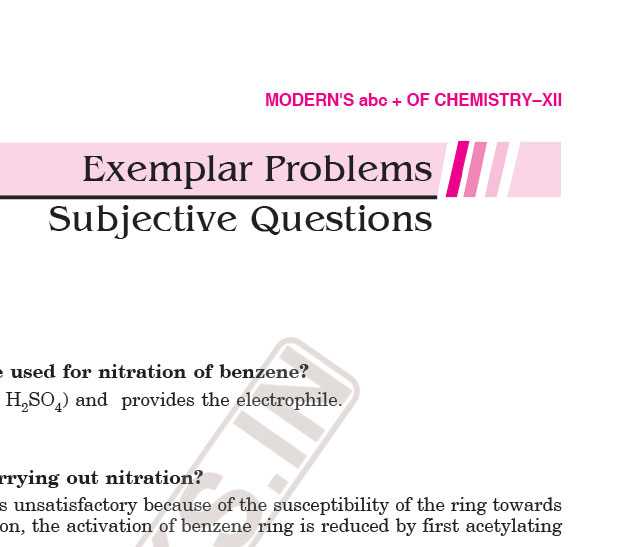 MODERN'S abc + OF CHEMISTRY–XII
Exemplar Problems
Subjective Questions
used for nitration of benzene?
H₂SO₄) and provides the electrophile.
rrying out nitration?
s unsatisfactory because of the susceptibility of the ring towards
on, the activation of benzene ring is reduced by first acetylating
S.IN